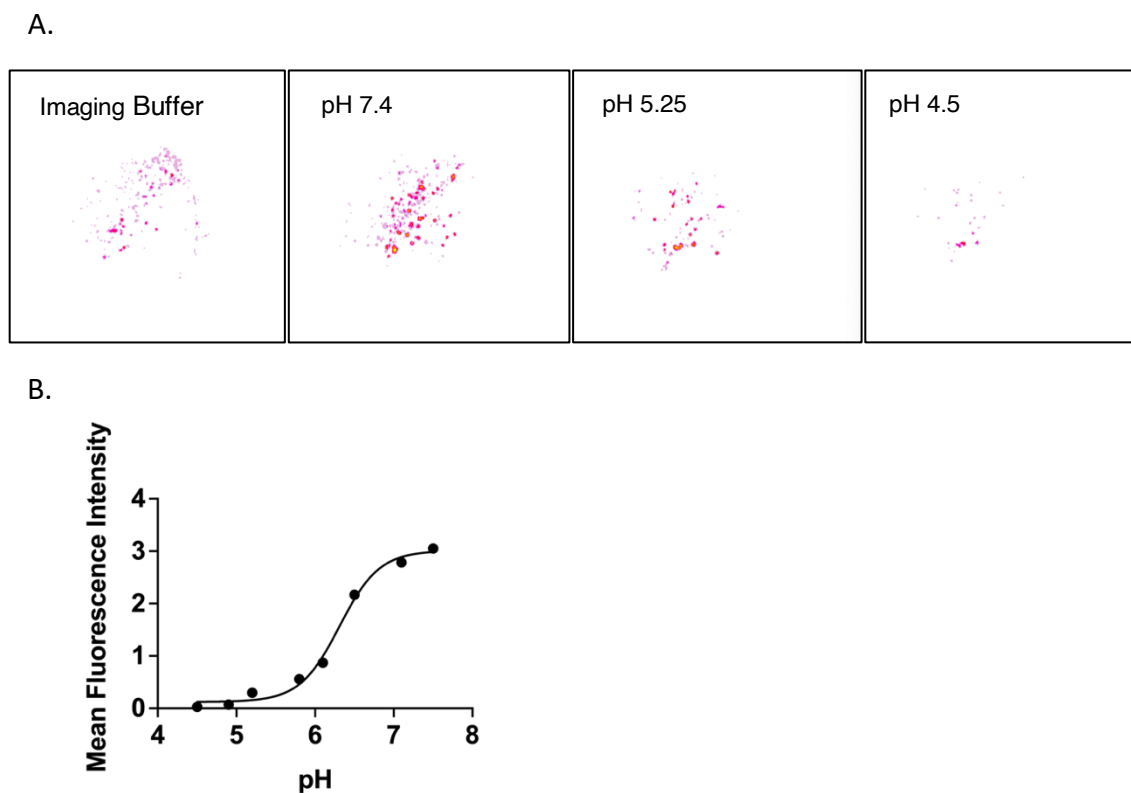 A.
Imaging Buffer
pH 7.4
pH 5.25
pH 4.5
B.
Mean Fluorescence Intensity
4
3
2
1
0
4 5 6 7 8
pH